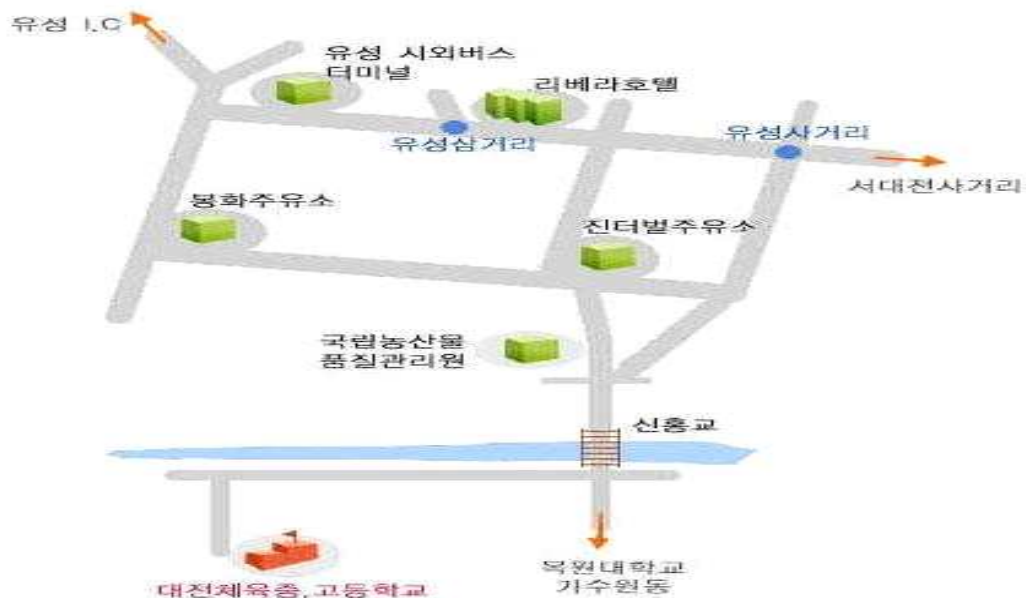 유성 I.C
유성 시외버스
터미널
리베라호텔
유성삼거리
유성사거리
서대전사거리
봉화주유소
진터벌주유소
국립농산물
품질관리원
신흥교
목원대학교
가수원동
대전체육중,고등학교